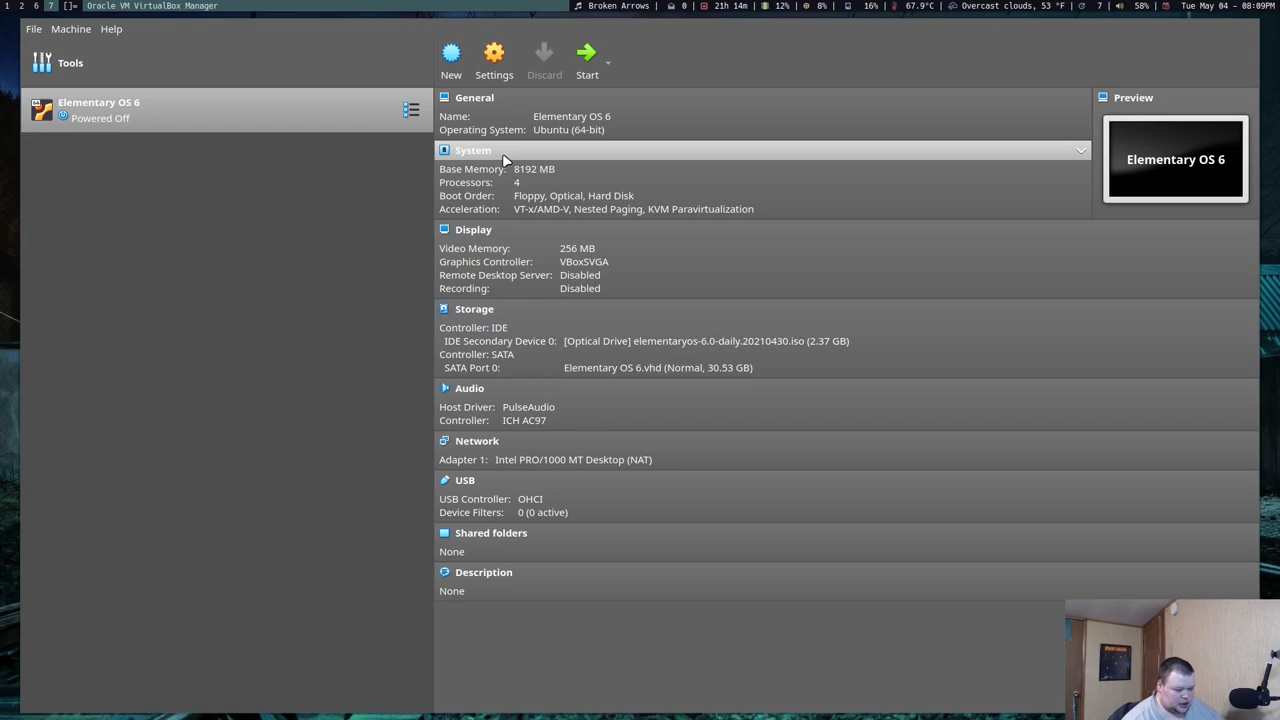 1 2 6 7 []= Oracle VM VirtualBox Manager Broken Arrows 0 21h 14m 12% 8% 16% 67.9°C Overcast clouds, 53 °F 7 58% Tue May 04 - 08:09PM
File Machine Help
Tools
New Settings Discard Start
Elementary OS 6
Powered Off
General
Name: Elementary OS 6
Operating System: Ubuntu (64-bit)
System
Base Memory: 8192 MB
Processors: 4
Boot Order: Floppy, Optical, Hard Disk
Acceleration: VT-x/AMD-V, Nested Paging, KVM Paravirtualization
Preview
Elementary OS 6
Display
Video Memory: 256 MB
Graphics Controller: VBoxSVGA
Remote Desktop Server: Disabled
Recording: Disabled
Storage
Controller: IDE
IDE Secondary Device 0: [Optical Drive] elementaryos-6.0-daily.20210430.iso (2.37 GB)
Controller: SATA
SATA Port 0: Elementary OS 6.vhd (Normal, 30.53 GB)
Audio
Host Driver: PulseAudio
Controller: ICH AC97
Network
Adapter 1: Intel PRO/1000 MT Desktop (NAT)
USB
USB Controller: OHCI
Device Filters: 0 (0 active)
Shared folders
None
Description
None